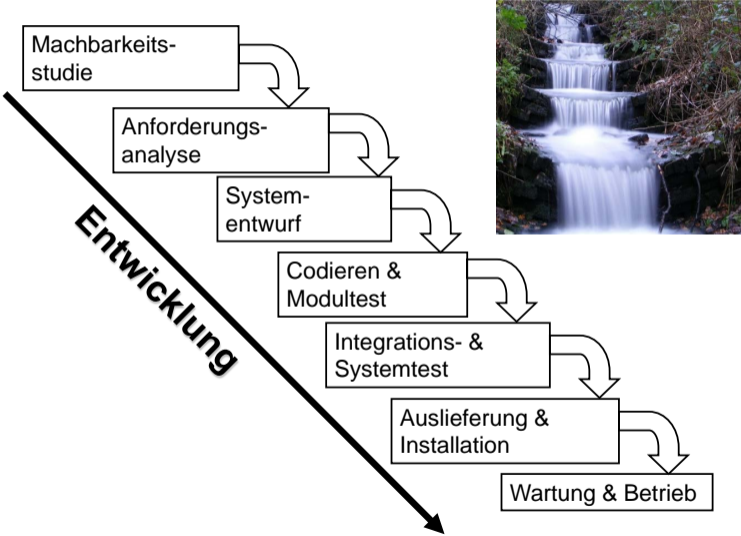 Machbarkeits-
studie
Anforderungs-
analyse
System-
entwurf
Codieren &
Modultest
Integrations- &
Systemtest
Auslieferung &
Installation
Wartung & Betrieb
Entwicklung